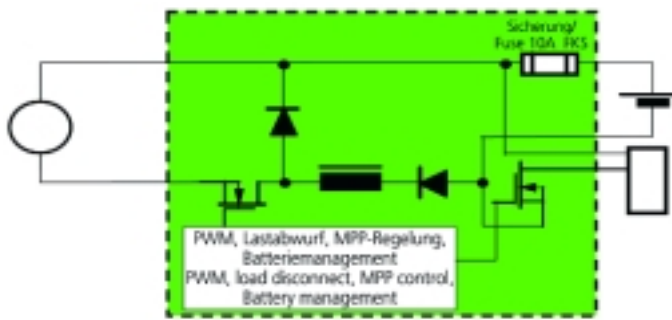 Sicherung/
Fuse 10A FKS
PWM, Lastabwurf, MPP-Regelung,
Batteriemanagement
PWM, load disconnect, MPP control,
Battery management